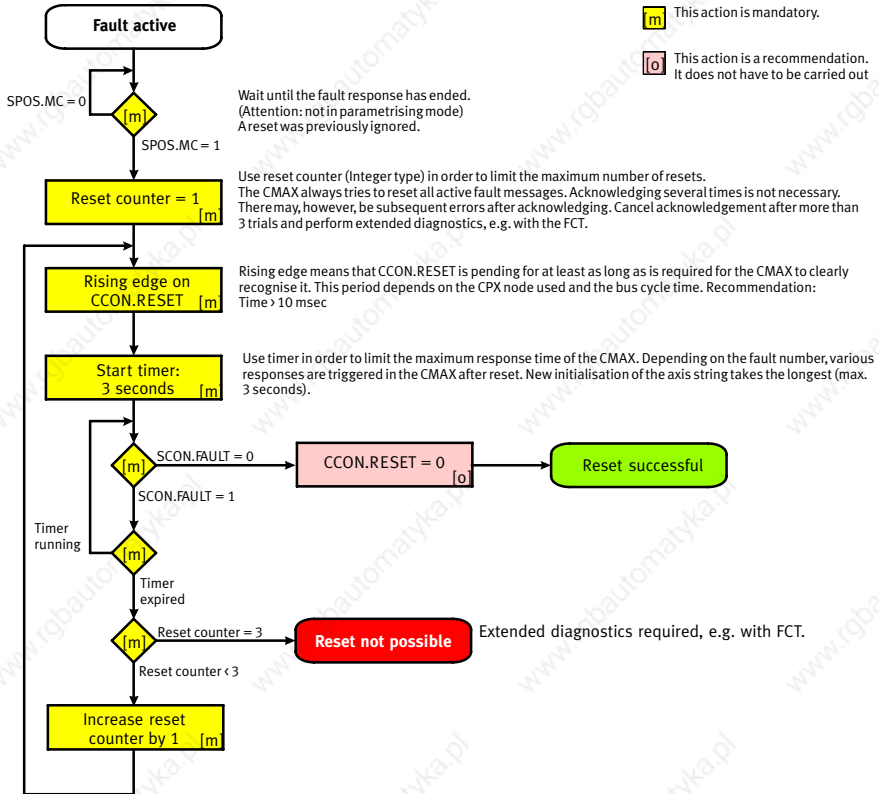 Fault active
[m] This action is mandatory.
[o] This action is a recommendation.
It does not have to be carried out
SPOS.MC = 0
[m]
Wait until the fault response has ended.
(Attention: not in parametrising mode)
A reset was previously ignored.
SPOS.MC = 1
Reset counter = 1
[m]
Use reset counter (Integer type) in order to limit the maximum number of resets.
The CMAX always tries to reset all active fault messages. Acknowledging several times is not necessary.
There may, however, be subsequent errors after acknowledging. Cancel acknowledgement after more than
3 trials and perform extended diagnostics, e.g. with the FCT.
Rising edge on
CCON.RESET [m]
Rising edge means that CCON.RESET is pending for at least as long as is required for the CMAX to clearly
recognise it. This period depends on the CPX node used and the bus cycle time. Recommendation:
Time > 10 msec
Start timer:
3 seconds [m]
Use timer in order to limit the maximum response time of the CMAX. Depending on the fault number, various
responses are triggered in the CMAX after reset. New initialisation of the axis string takes the longest (max.
3 seconds).
[m]
SCON.FAULT = 0
CCON.RESET = 0
[o]
Reset successful
SCON.FAULT = 1
Timer
running
[m]
Timer
expired
[m]
Reset counter = 3
Reset not possible
Extended diagnostics required, e.g. with FCT.
Reset counter < 3
Increase reset
counter by 1 [m]
www.rgbautomatyka.pl